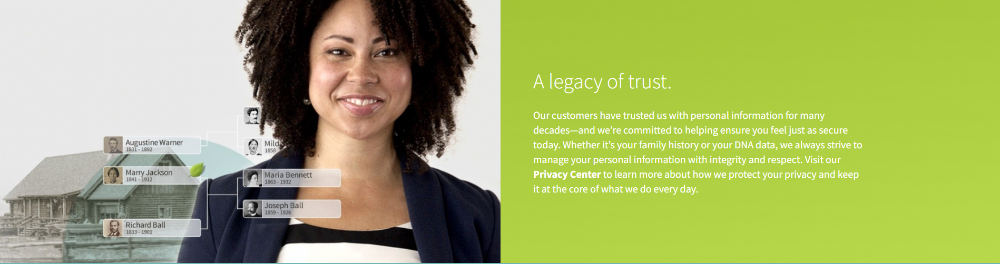 Augustine Warner
1831 - 1892
Mild
1858
Marry Jackson
1841 - 1912
Maria Bennett
1863 - 1932
Joseph Ball
1859 - 1926
Richard Ball
1833 - 1901
A legacy of trust.
Our customers have trusted us with personal information for many
decades—and we're committed to helping ensure you feel just as secure
today. Whether it's your family history or your DNA data, we always strive to
manage your personal information with integrity and respect. Visit our
Privacy Center to learn more about how we protect your privacy and keep
it at the core of what we do every day.